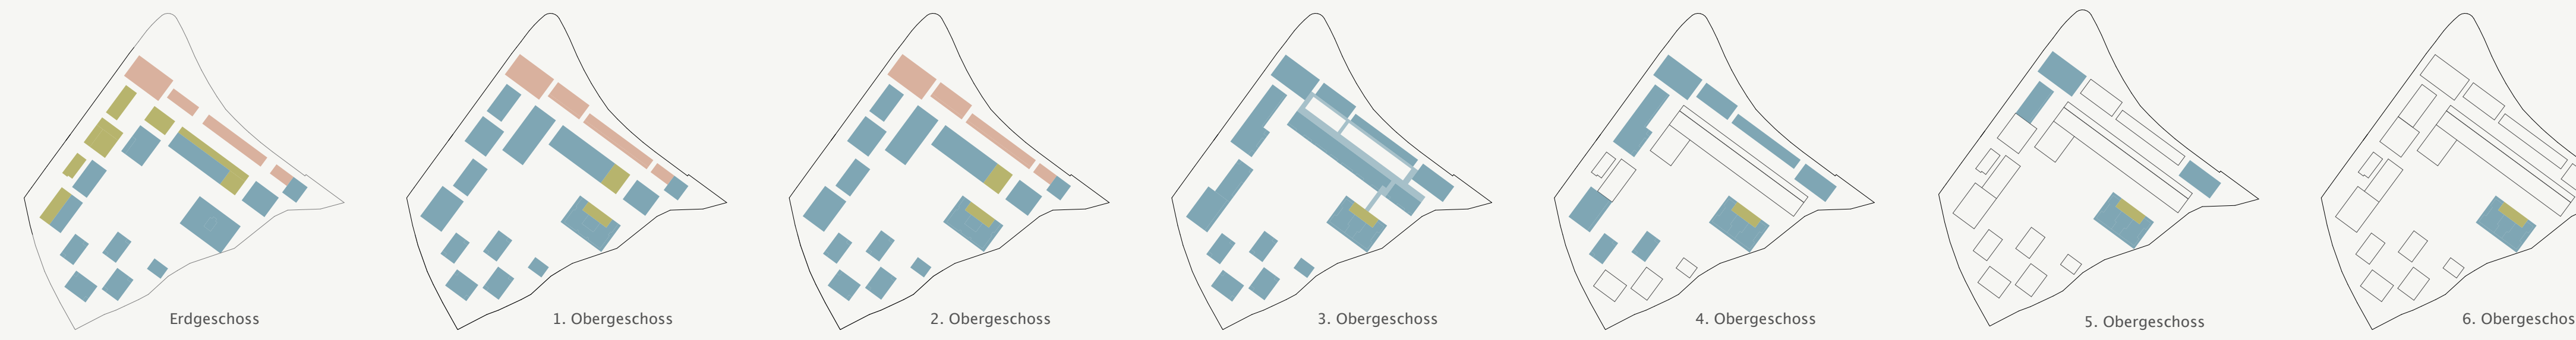 Erdgeschoss
1. Obergeschoss
2. Obergeschoss
3. Obergeschoss
4. Obergeschoss
5. Obergeschoss
6. Obergeschos